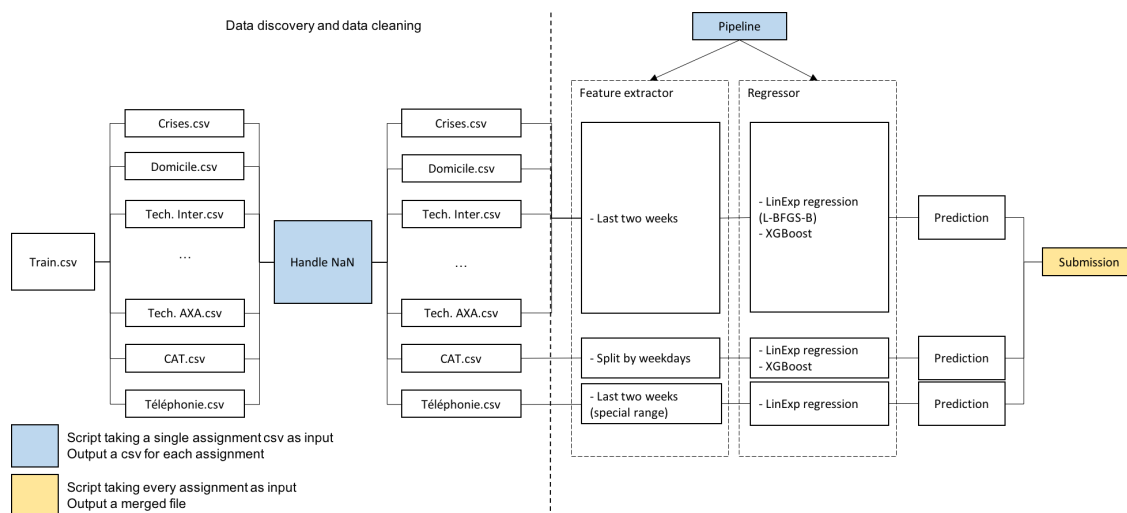 Data discovery and data cleaning
Pipeline
Feature extractor
Regressor
Train.csv
Crises.csv
Domicile.csv
Tech. Inter.csv
...
Tech. AXA.csv
CAT.csv
Téléphonie.csv
Handle NaN
Crises.csv
Domicile.csv
Tech. Inter.csv
...
Tech. AXA.csv
CAT.csv
Téléphonie.csv
- Last two weeks
- LinExp regression
(L-BFGS-B)
- XGBoost
Prediction
- Split by weekdays
- LinExp regression
- XGBoost
Prediction
- Last two weeks
(special range)
- LinExp regression
Prediction
Submission
Script taking a single assignment csv as input
Output a csv for each assignment
Script taking every assignment as input
Output a merged file